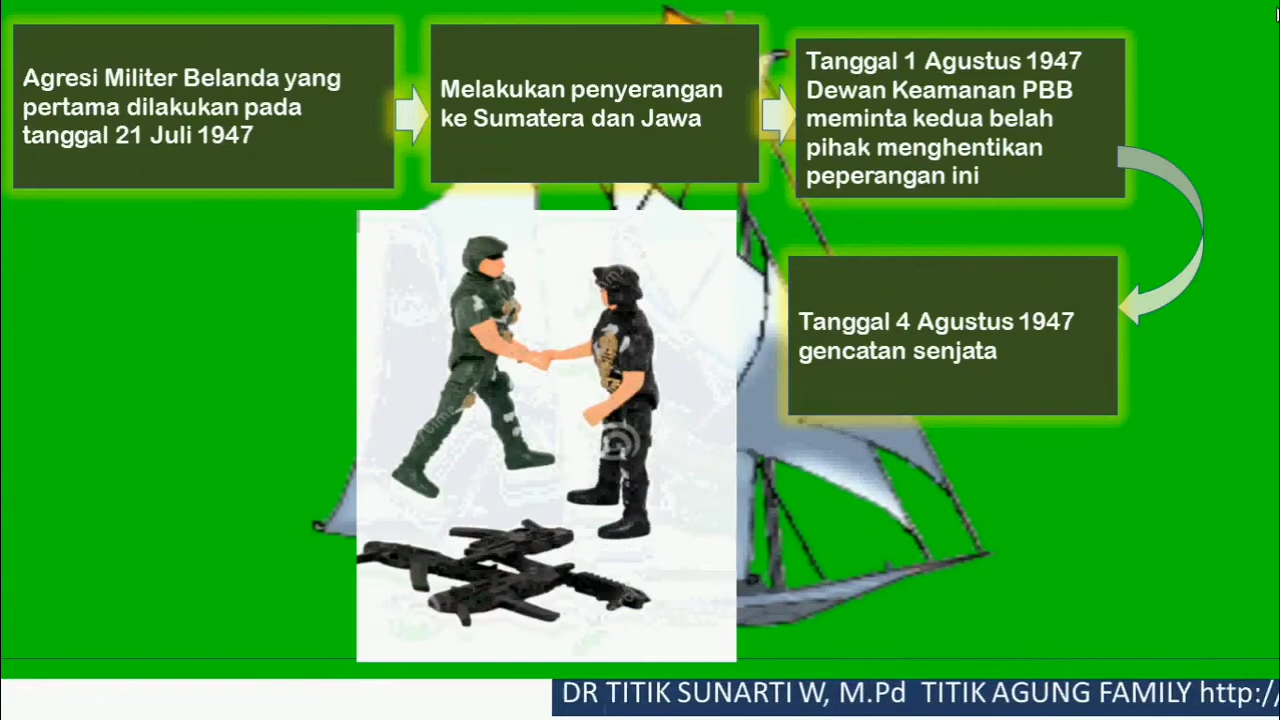 Agresi Militer Belanda yang
pertama dilakukan pada
tanggal 21 Juli 1947
Melakukan penyerangan
ke Sumatera dan Jawa
Tanggal 1 Agustus 1947
Dewan Keamanan PBB
meminta kedua belah
pihak menghentikan
peperangan ini
Tanggal 4 Agustus 1947
gencatan senjata
DR TITIK SUNARTI W, M.Pd TITIK AGUNG FAMILY http:/